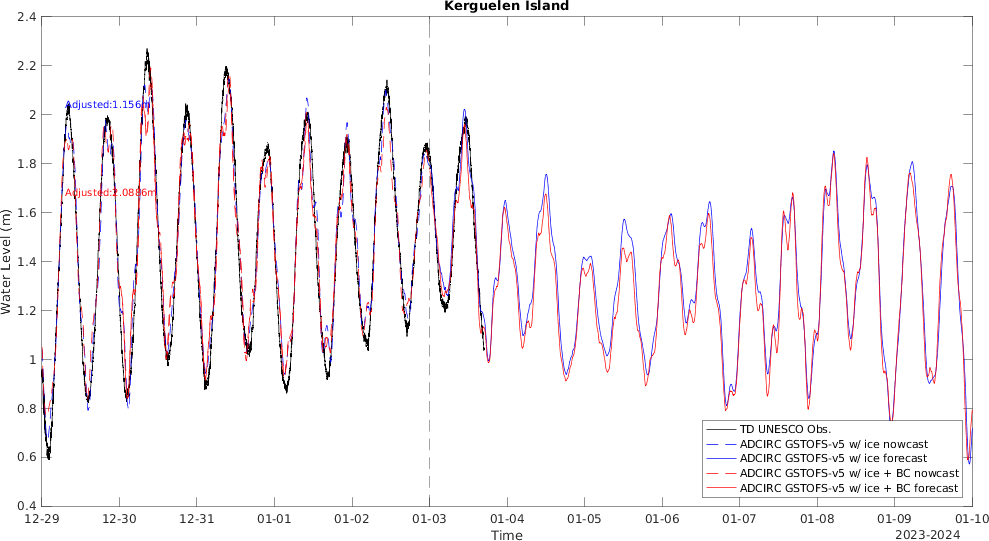 Kerguelen Island
2.4
2.2
2
1.8
1.6
1.4
1.2
1
0.8
0.6
0.4
Water Level (m)
Adjusted:1.156m
Adjusted:2.0886m
TD UNESCO Obs.
ADCIRC GSTOFS-v5 w/ ice nowcast
ADCIRC GSTOFS-v5 w/ ice forecast
ADCIRC GSTOFS-v5 w/ ice + BC nowcast
ADCIRC GSTOFS-v5 w/ ice + BC forecast
12-29 12-30 12-31 01-01 01-02 01-03 01-04 01-05 01-06 01-07 01-08 01-09 01-10
Time
2023-2024